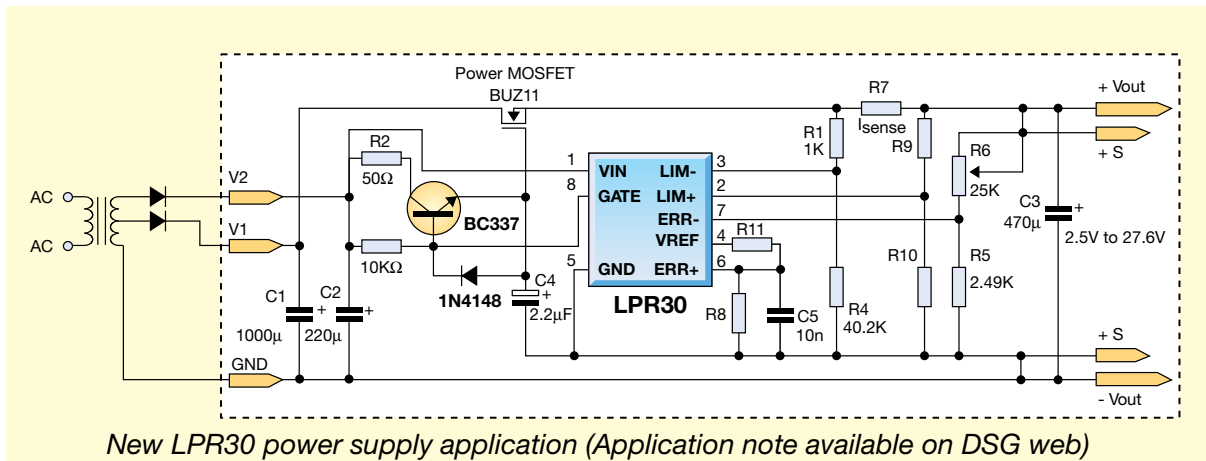 Power MOSFET
BUZ11
R7
+ Vout
Isense
R1
1K
R9
+ S
R2
50Ω
R6
25K
1
VIN
LIM-
3
8
GATE
LIM+
2
ERR-
7
VREF
4
R11
5
GND
ERR+
6
LPR30
AC
AC
V2
V1
BC337
10KΩ
1N4148
C3
470µ
+
2.5V to 27.6V
R10
R5
2.49K
C4
+
2.2µF
R8
C5
10n
R4
40.2K
C1
+
1000µ
C2
+
220µ
GND
+ S
- Vout
New LPR30 power supply application (Application note available on DSG web)